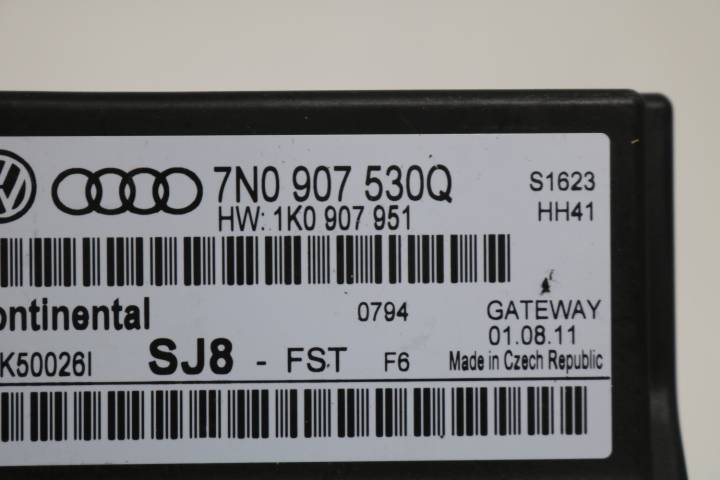 7N0 907 530Q
HW: 1K0 907 951
S1623
HH41
ontinental
0794
GATEWAY
01.08.11
K50026I
SJ8 - FST F6
Made in Czech Republic